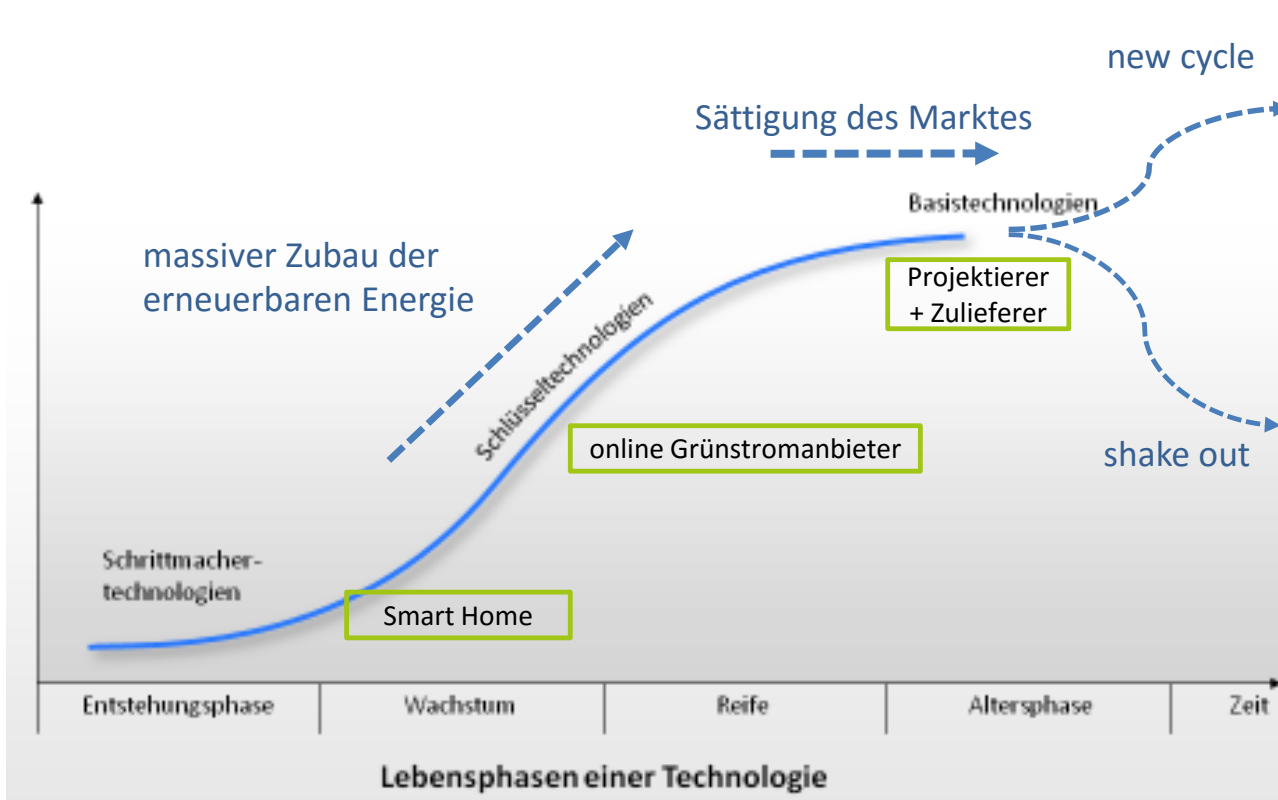 new cycle
Sättigung des Marktes
Basistechnologien
massiver Zubau der
erneuerbaren Energie
Projektierer
+ Zulieferer
Schlüsseltechnologien
online Grünstromanbieter
shake out
Schrittmacher-
technologien
Smart Home
Entstehungsphase
Wachstum
Reife
Altersphase
Zeit
Lebensphasen einer Technologie